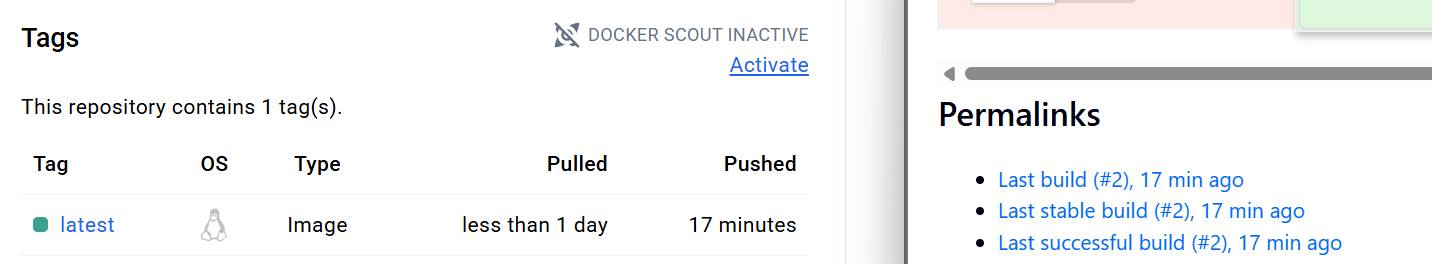 Tags
DOCKER SCOUT INACTIVE
Activate
This repository contains 1 tag(s).
Tag OS Type Pulled Pushed
latest Image less than 1 day 17 minutes
Permalinks
Last build (#2), 17 min ago
Last stable build (#2), 17 min ago
Last successful build (#2), 17 min ago